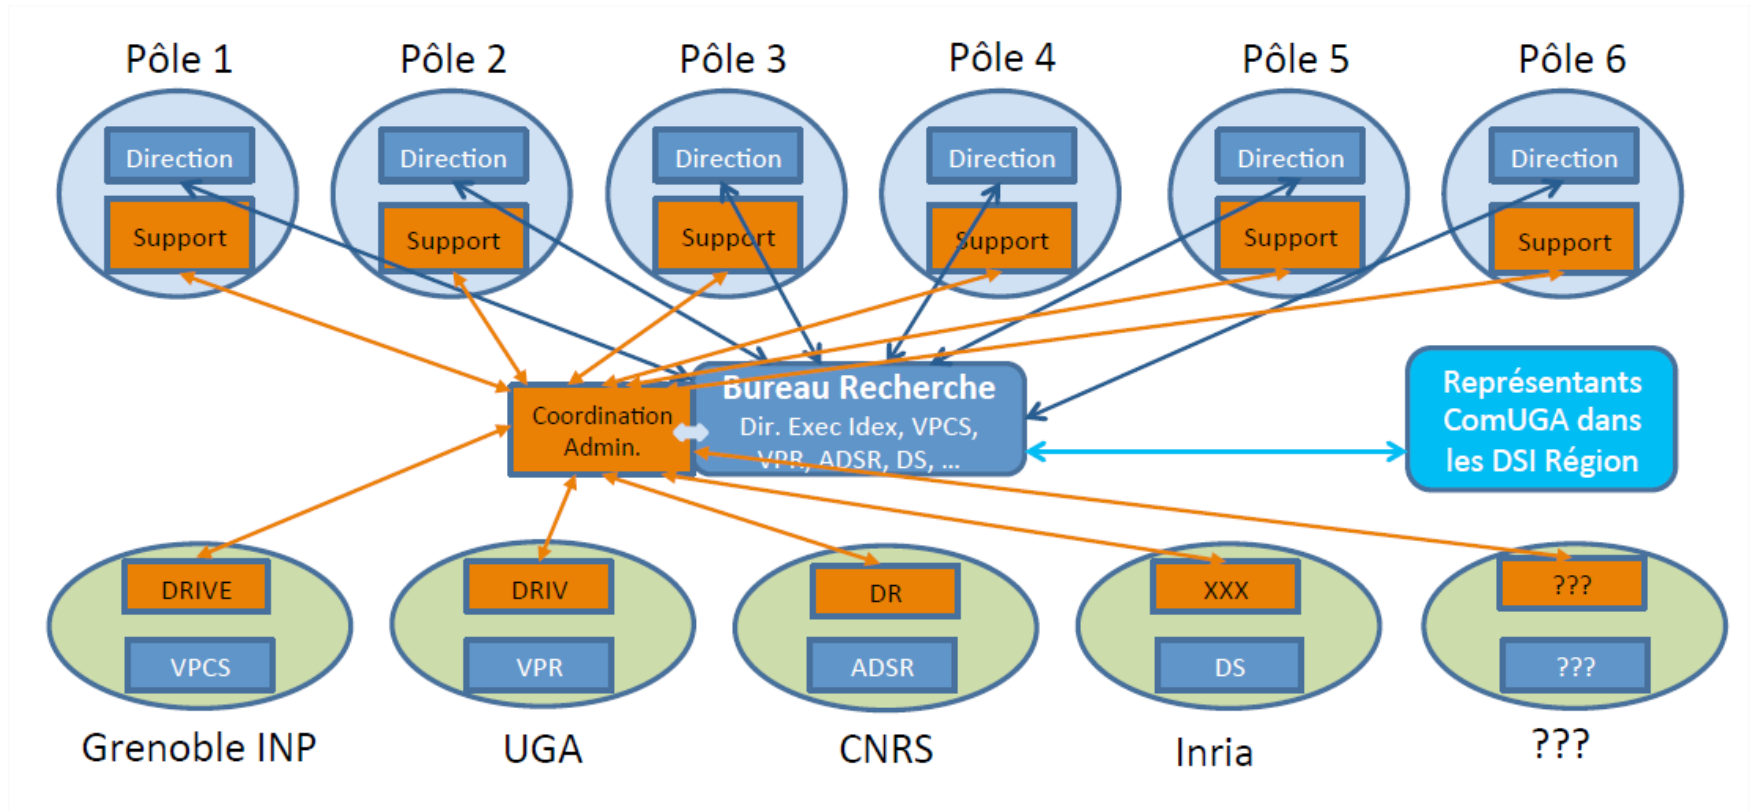 Pôle 1
Pôle 2
Pôle 3
Pôle 4
Pôle 5
Pôle 6
Direction
Direction
Direction
Direction
Direction
Direction
Support
Support
Support
Support
Support
Support
Coordination
Admin.
Bureau Recherche
Dir. Exec Idex, VPCS,
VPR, ADSR, DS, ...
Représentants
ComUGA dans
les DSI Région
DRIVE
DRIV
DR
XXX
???
VPCS
VPR
ADSR
DS
???
Grenoble INP
UGA
CNRS
Inria
???